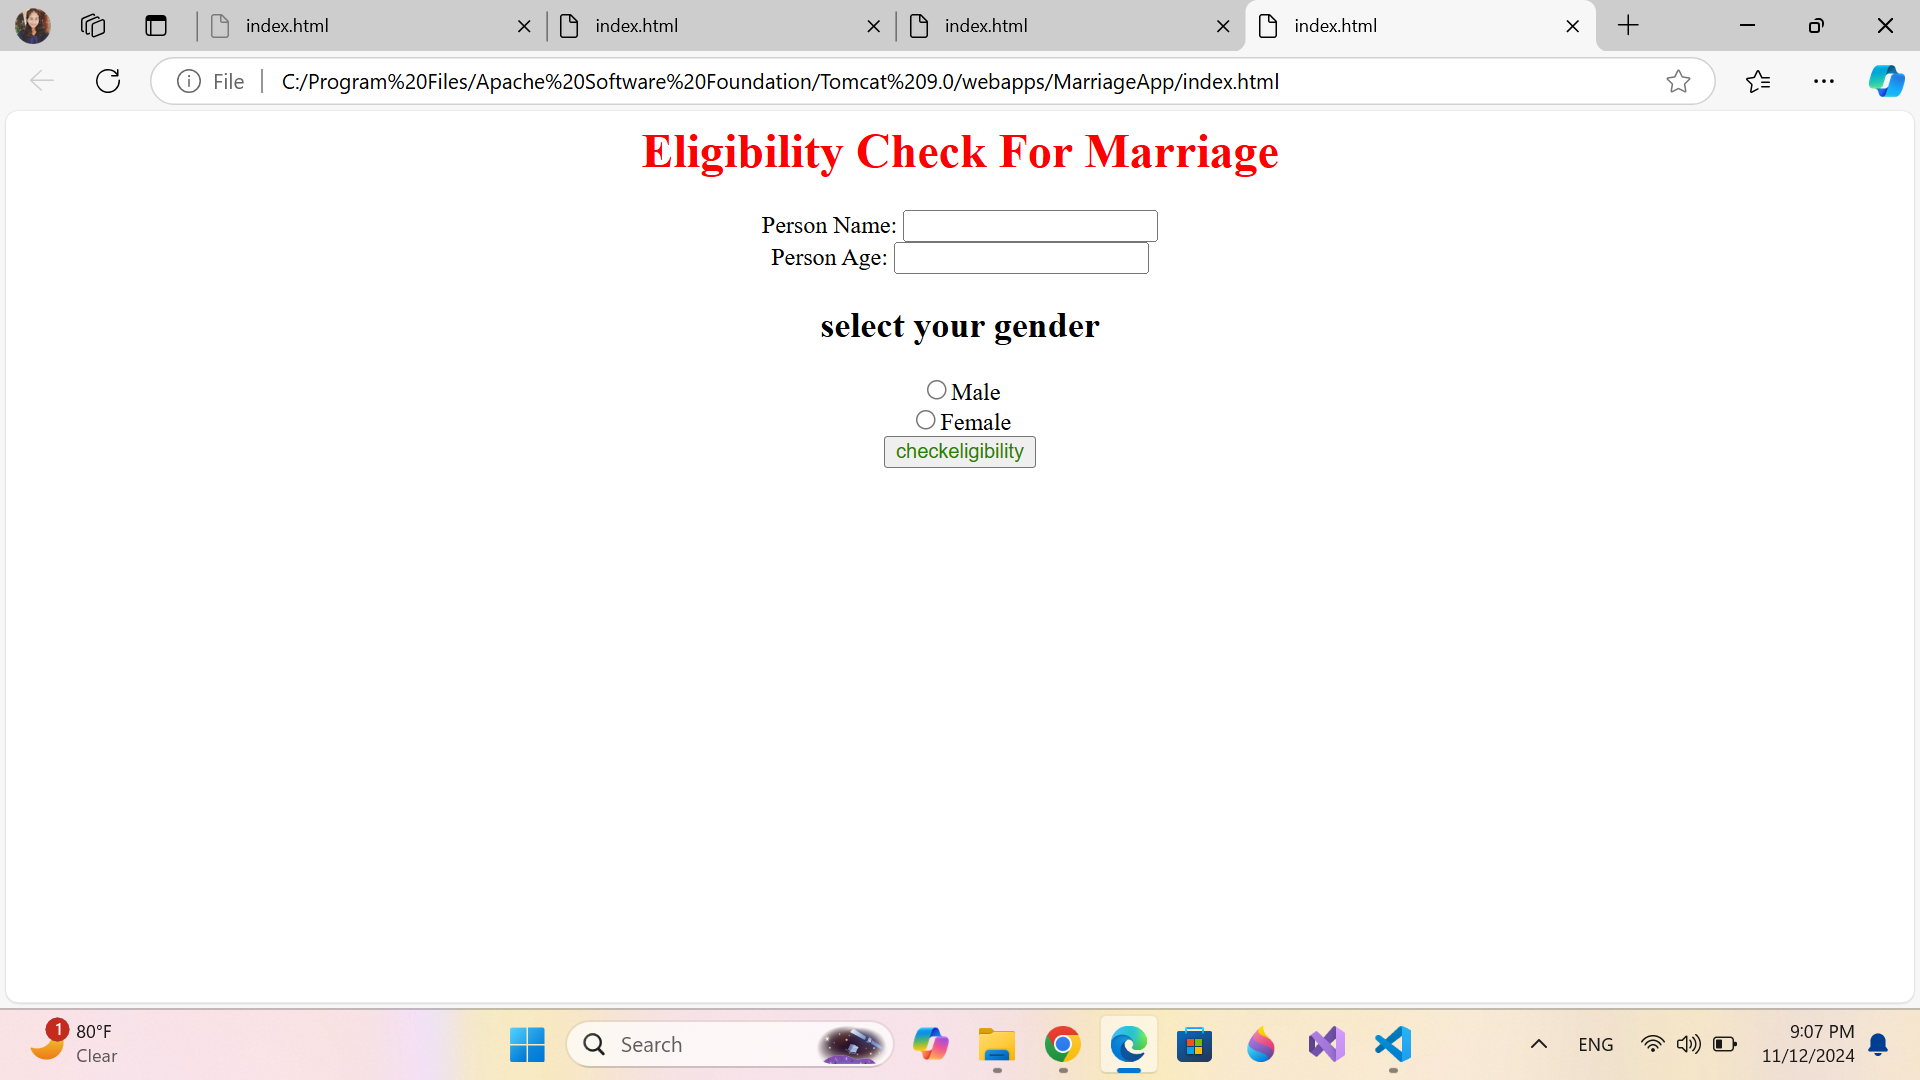 index.html
index.html
index.html
index.html
File
C:/Program%20Files/Apache%20Software%20Foundation/Tomcat%209.0/webapps/MarriageApp/index.html
Eligibility Check For Marriage
Person Name:
Person Age:
select your gender
Male
Female
checkeligibility
1
80°F
Clear
Search
ENG
9:07 PM
11/12/2024